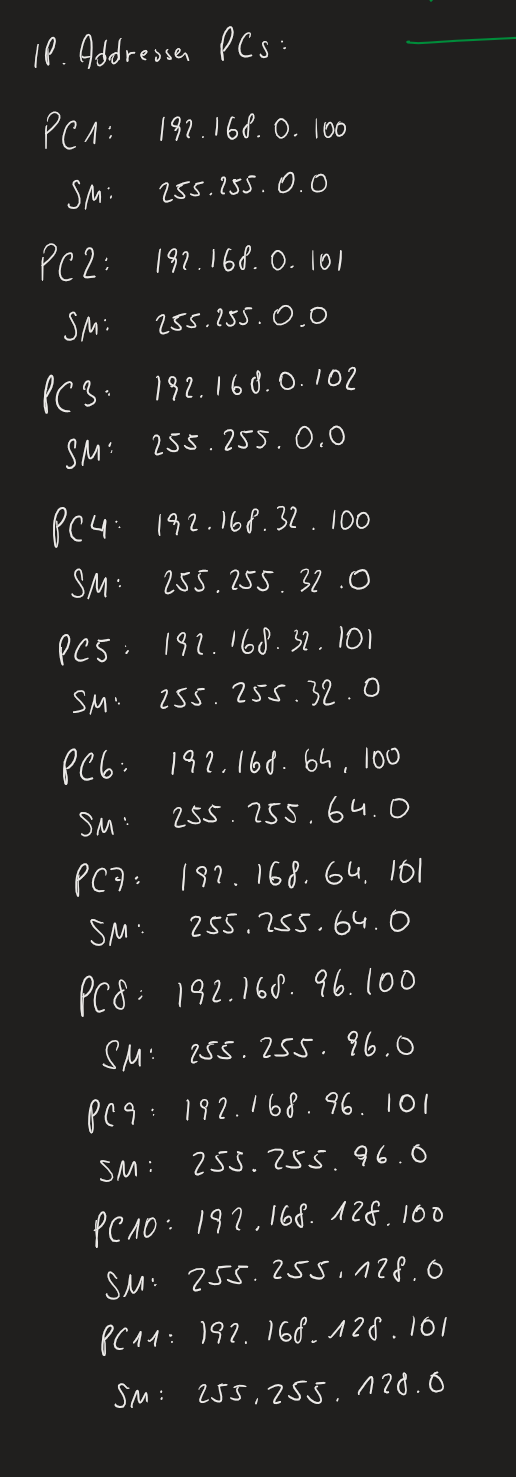 IP. Addressen PCs:
PC1: 192.168.0.100
SM: 255.255.0.0
PC2: 192.168.0.101
SM: 255.255.0.0
PC3: 192.168.0.102
SM: 255.255.0.0
PC4: 192.168.32.100
SM: 255.255.32.0
PC5: 192.168.32.101
SM: 255.255.32.0
PC6: 192.168.64.100
SM: 255.255.64.0
PC7: 192.168.64.101
SM: 255.255.64.0
PC8: 192.168.96.100
SM: 255.255.96.0
PC9: 192.168.96.101
SM: 255.255.96.0
PC10: 192.168.128.100
SM: 255.255.128.0
PC11: 192.168.128.101
SM: 255.255.128.0